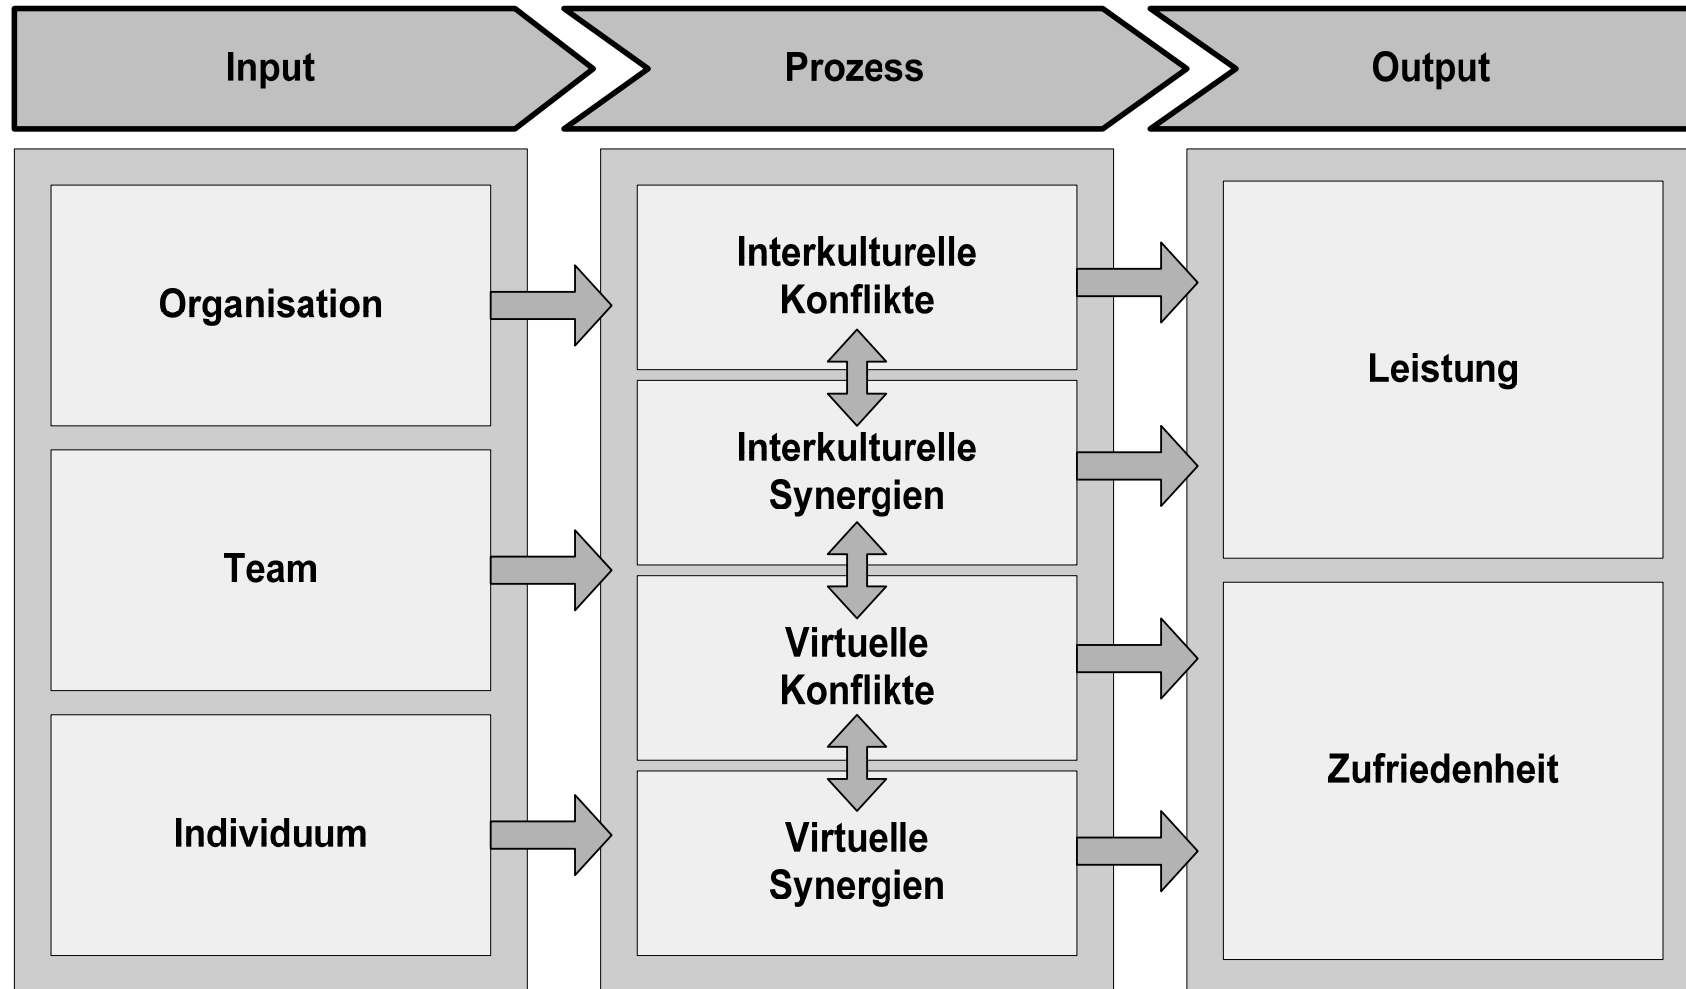 Input
Prozess
Output
Organisation
Team
Individuum
Interkulturelle
Konflikte
Interkulturelle
Synergien
Virtuelle
Konflikte
Virtuelle
Synergien
Leistung
Zufriedenheit